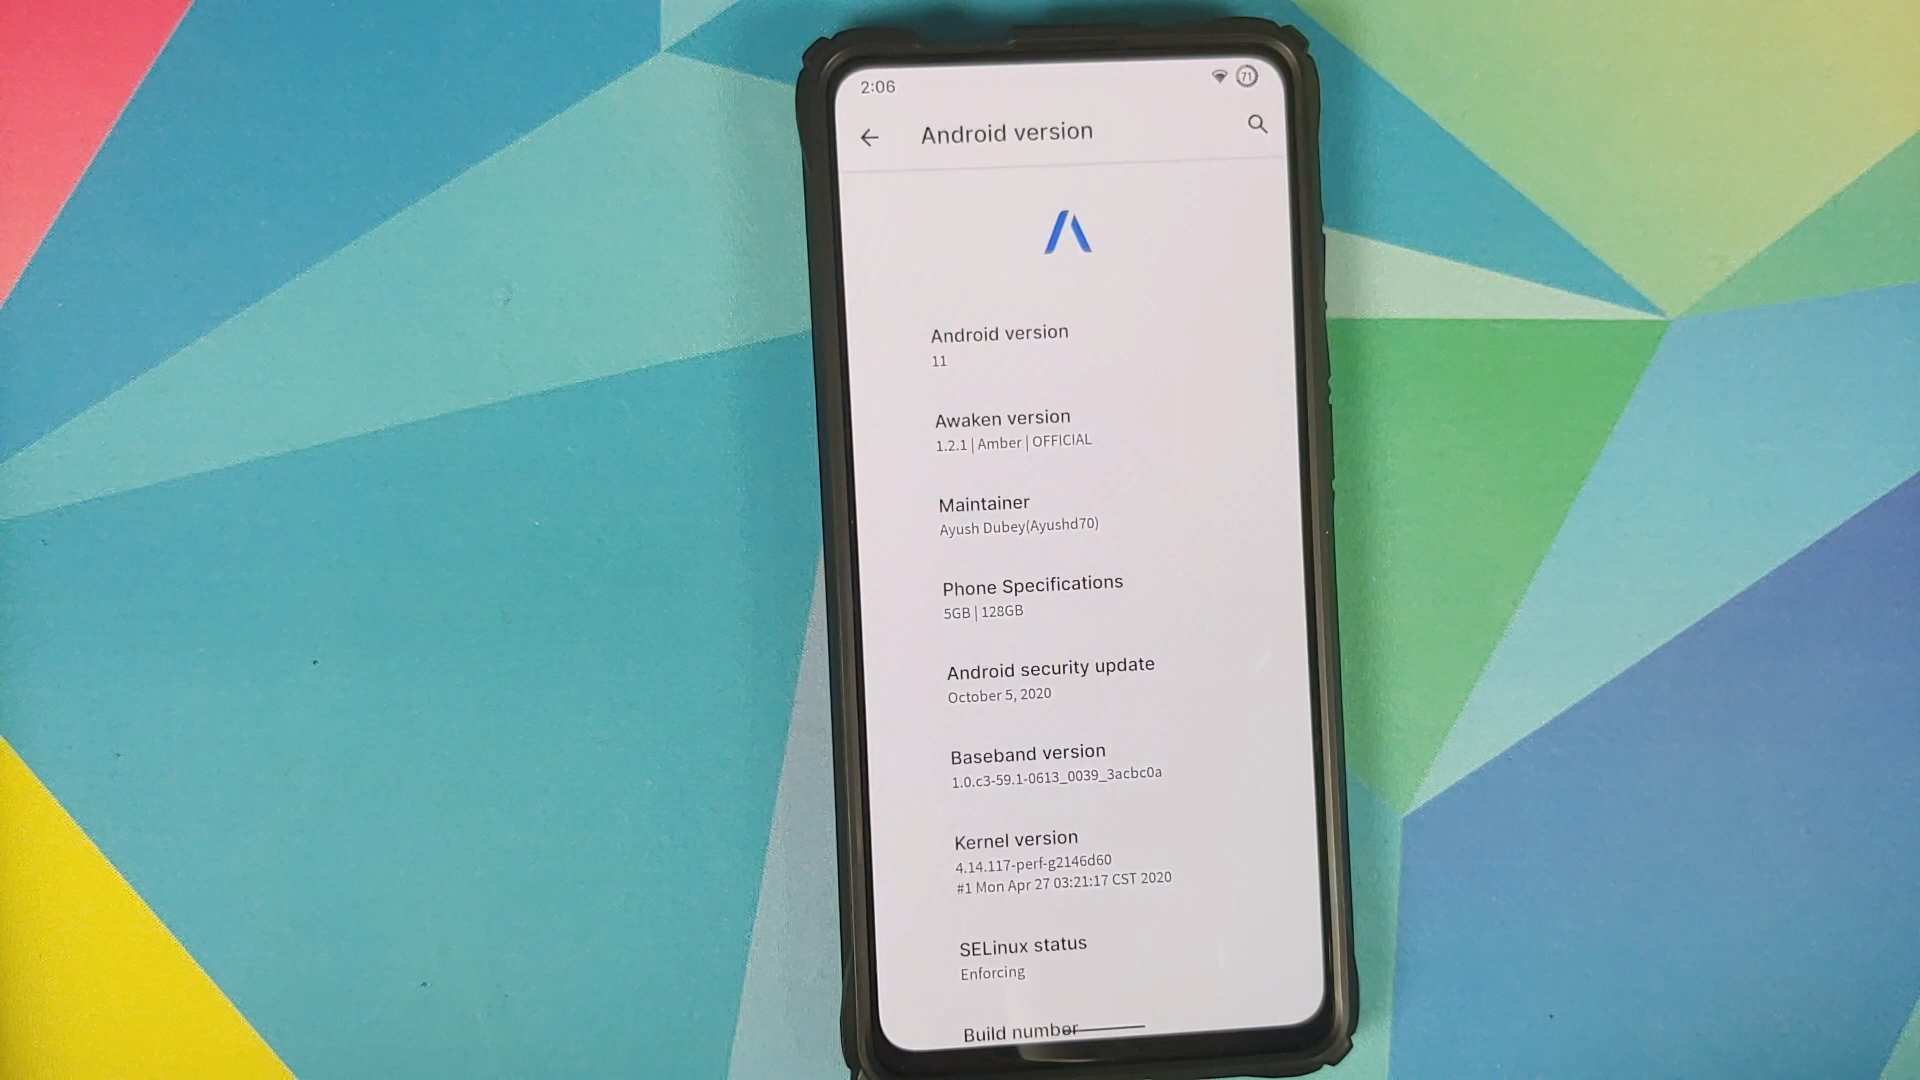 2:06
71
Android version
Android version
11
Awaken version
1.2.1 | Amber | OFFICIAL
Maintainer
Ayush Dubey(Ayushd70)
Phone Specifications
5GB | 128GB
Android security update
October 5, 2020
Baseband version
1.0.c3-59.1-0613_0039_3acbc0a
Kernel version
4.14.117-perf-g2146d60
#1 Mon Apr 27 03:21:17 CST 2020
SELinux status
Enforcing
Build number